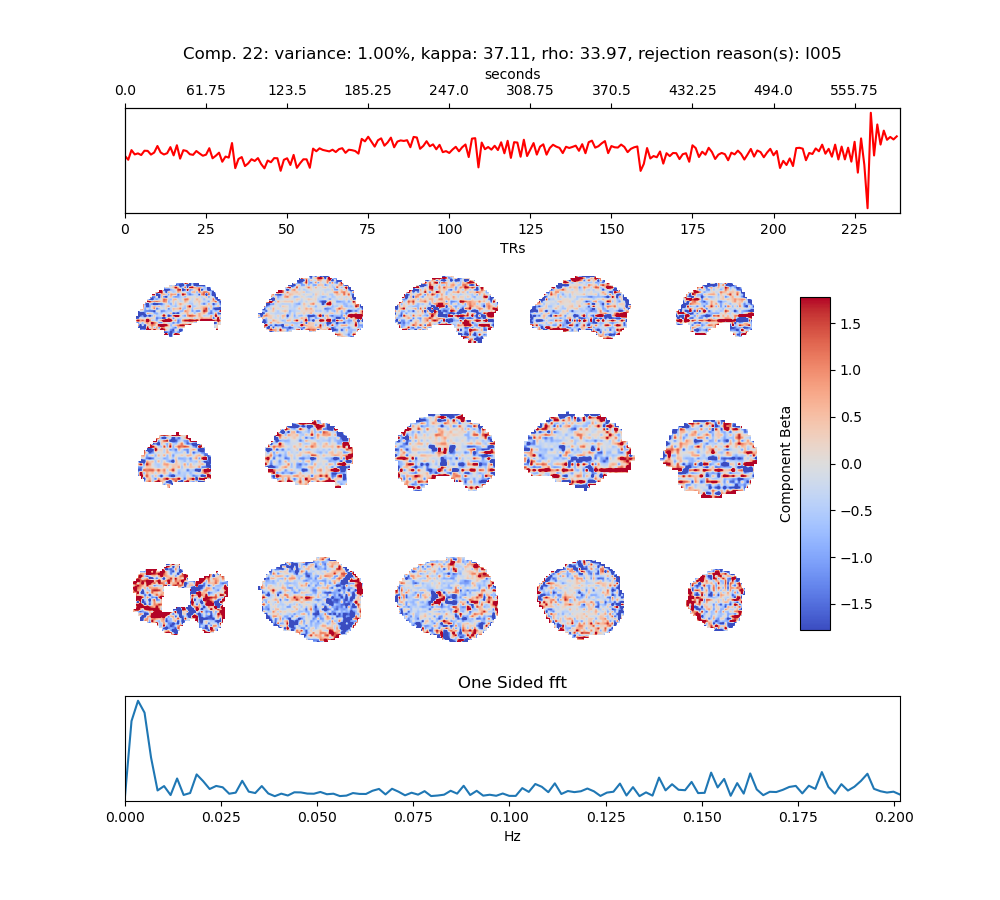 Comp. 22: variance: 1.00%, kappa: 37.11, rho: 33.97, rejection reason(s): I005
seconds
0.0 61.75 123.5 185.25 247.0 308.75 370.5 432.25 494.0 555.75
0 25 50 75 100 125 150 175 200 225
TRs
1.5
1.0
0.5
0.0
−0.5
−1.0
−1.5
Component Beta
One Sided fft
0.000 0.025 0.050 0.075 0.100 0.125 0.150 0.175 0.200
Hz